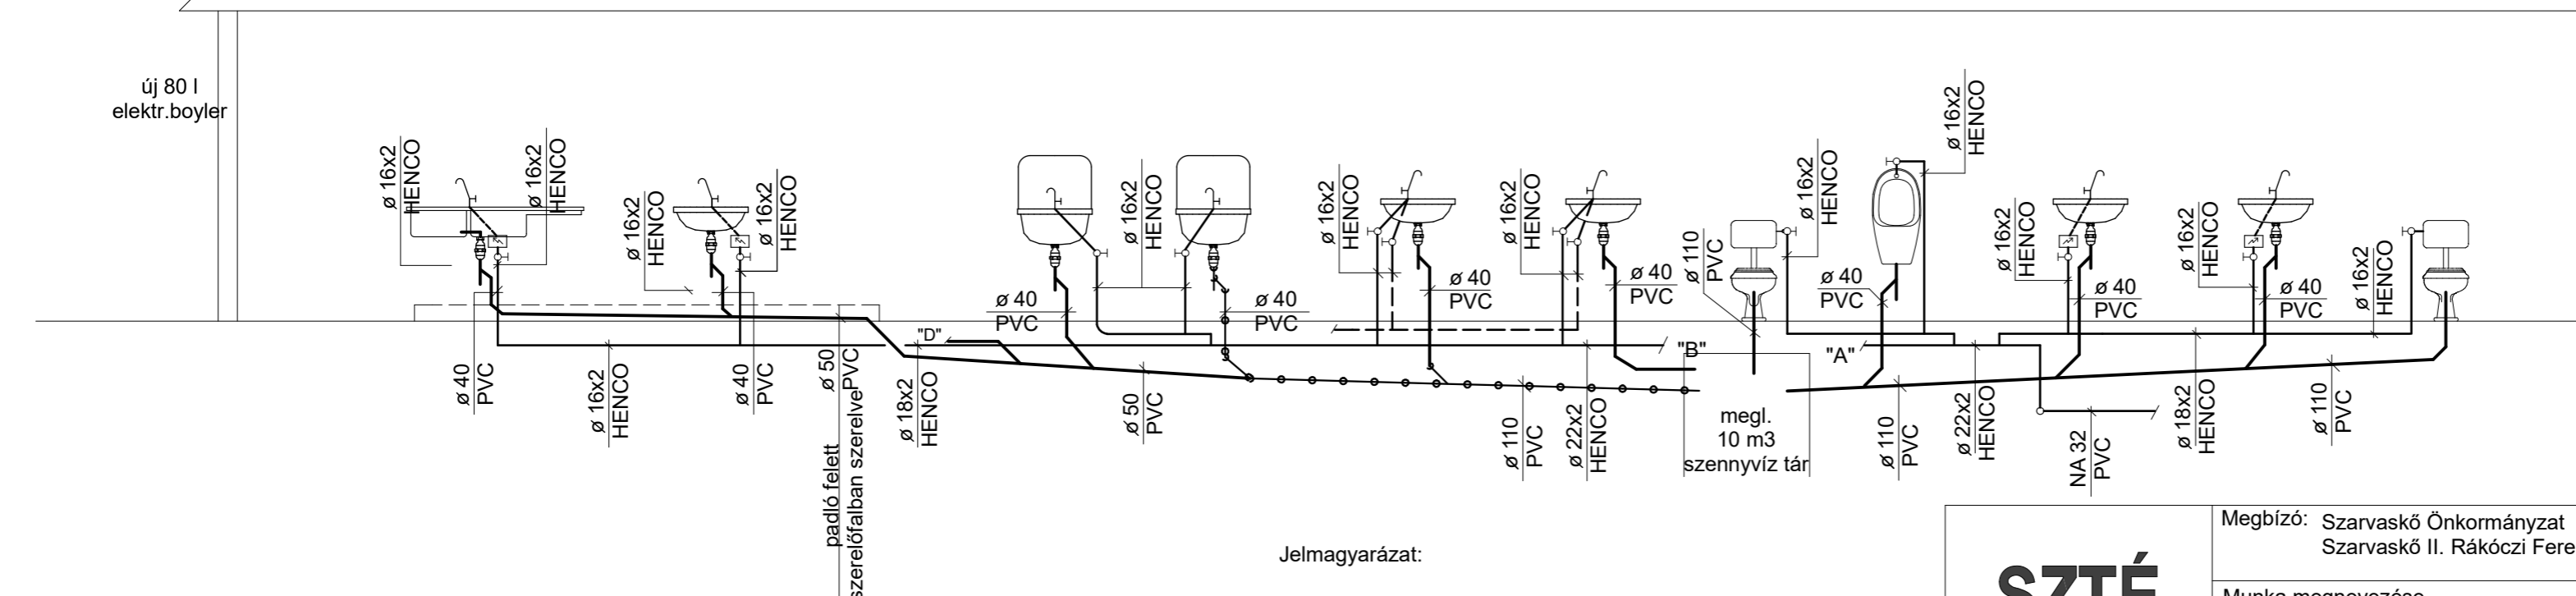 új 80 l
elektr.boyler
ø 16x2
HENCO
ø 16x2
HENCO
ø 16x2
HENCO
ø 16x2
HENCO
ø 40
PVC
ø 16x2
HENCO
ø 40
PVC
ø 50
PVC
padló felett
szerelőfalban szerelve
"D"
ø 18x2
HENCO
ø 40
PVC
ø 16x2
HENCO
ø 40
PVC
ø 50
PVC
ø 16x2
HENCO
ø 40
PVC
ø 16x2
HENCO
ø 40
PVC
ø 110
PVC
ø 22x2
HENCO
"B"
ø 110
PVC
megl.
10 m3
szennyvíz tár
ø 16x2
HENCO
ø 40
PVC
ø 16x2
HENCO
"A"
ø 110
PVC
ø 22x2
HENCO
ø 16x2
HENCO
ø 40
PVC
NA 32
PVC
ø 16x2
HENCO
ø 40
PVC
ø 18x2
HENCO
ø 16x2
HENCO
ø 110
PVC
Jelmagyarázat:
SZTÉ
Megbízó: Szarvaskő Önkormányzat
Szarvaskő II. Rákóczi Fere
Munka megnevezése